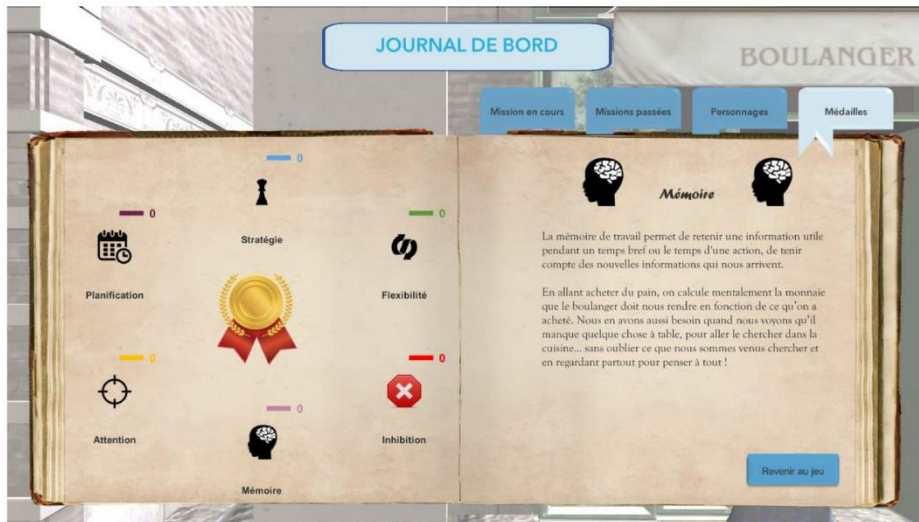 JOURNAL DE BORD
BOULANGER
Mission en cours
Missions passées
Personnages
Médailles
0
Stratégie
0
Planification
0
Flexibilité
0
Attention
0
Inhibition
0
Mémoire
Mémoire
La mémoire de travail permet de retenir une information utile
pendant un temps bref ou le temps d'une action, de tenir
compte des nouvelles informations qui nous arrivent.
En allant acheter du pain, on calcule mentalement la monnaie
que le boulanger doit nous rendre en fonction de ce qu'on a
acheté. Nous en avons aussi besoin quand nous voyons qu'il
manque quelque chose à table, pour aller le chercher dans la
cuisine... sans oublier ce que nous sommes venus chercher et
en regardant partout pour penser à tout !
Revenir au jeu